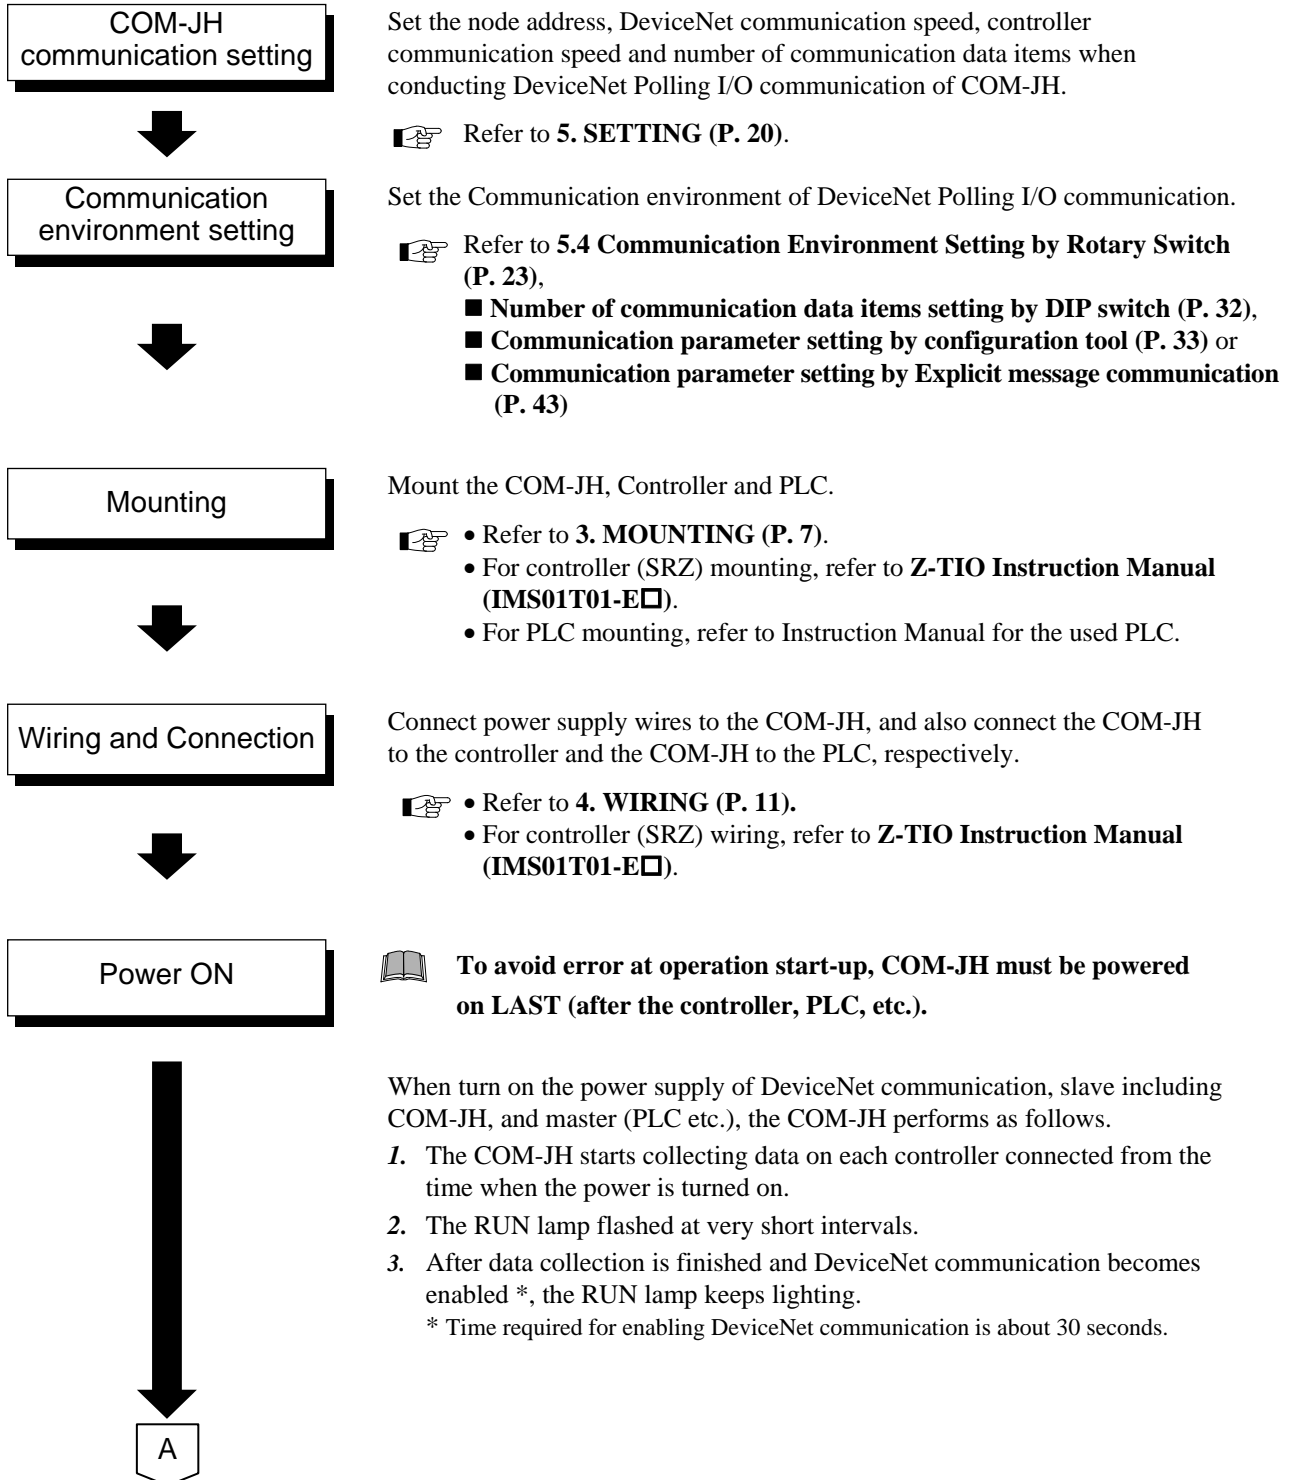 COM-JH
communication setting
Set the node address, DeviceNet communication speed, controller
communication speed and number of communication data items when
conducting DeviceNet Polling I/O communication of COM-JH.
Refer to 5. SETTING (P. 20).
Communication
environment setting
Set the Communication environment of DeviceNet Polling I/O communication.
Refer to 5.4 Communication Environment Setting by Rotary Switch
(P. 23),
■ Number of communication data items setting by DIP switch (P. 32),
■ Communication parameter setting by configuration tool (P. 33) or
■ Communication parameter setting by Explicit message communication
(P. 43)
Mounting
Mount the COM-JH, Controller and PLC.
• Refer to 3. MOUNTING (P. 7).
• For controller (SRZ) mounting, refer to Z-TIO Instruction Manual
(IMS01T01-E□).
• For PLC mounting, refer to Instruction Manual for the used PLC.
Wiring and Connection
Connect power supply wires to the COM-JH, and also connect the COM-JH
to the controller and the COM-JH to the PLC, respectively.
• Refer to 4. WIRING (P. 11).
• For controller (SRZ) wiring, refer to Z-TIO Instruction Manual
(IMS01T01-E□).
Power ON
To avoid error at operation start-up, COM-JH must be powered
on LAST (after the controller, PLC, etc.).
When turn on the power supply of DeviceNet communication, slave including
COM-JH, and master (PLC etc.), the COM-JH performs as follows.
1. The COM-JH starts collecting data on each controller connected from the
time when the power is turned on.
2. The RUN lamp flashed at very short intervals.
3. After data collection is finished and DeviceNet communication becomes
enabled *, the RUN lamp keeps lighting.
* Time required for enabling DeviceNet communication is about 30 seconds.
A